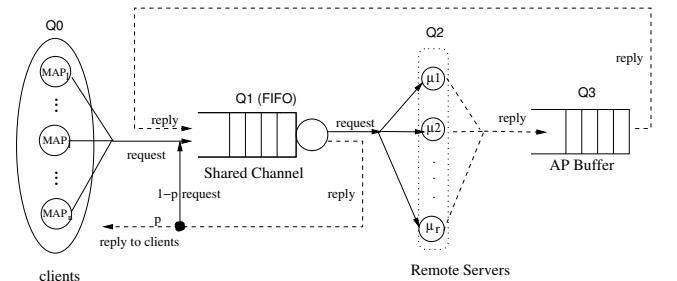 Q0
Q2
MAP1
reply
Q1 (FIFO)
μ1
reply
Q3
request
reply
MAPi
request
μ2
Shared Channel
AP Buffer
1−p request
reply
MAPn
p
μr
reply to clients
clients
Remote Servers